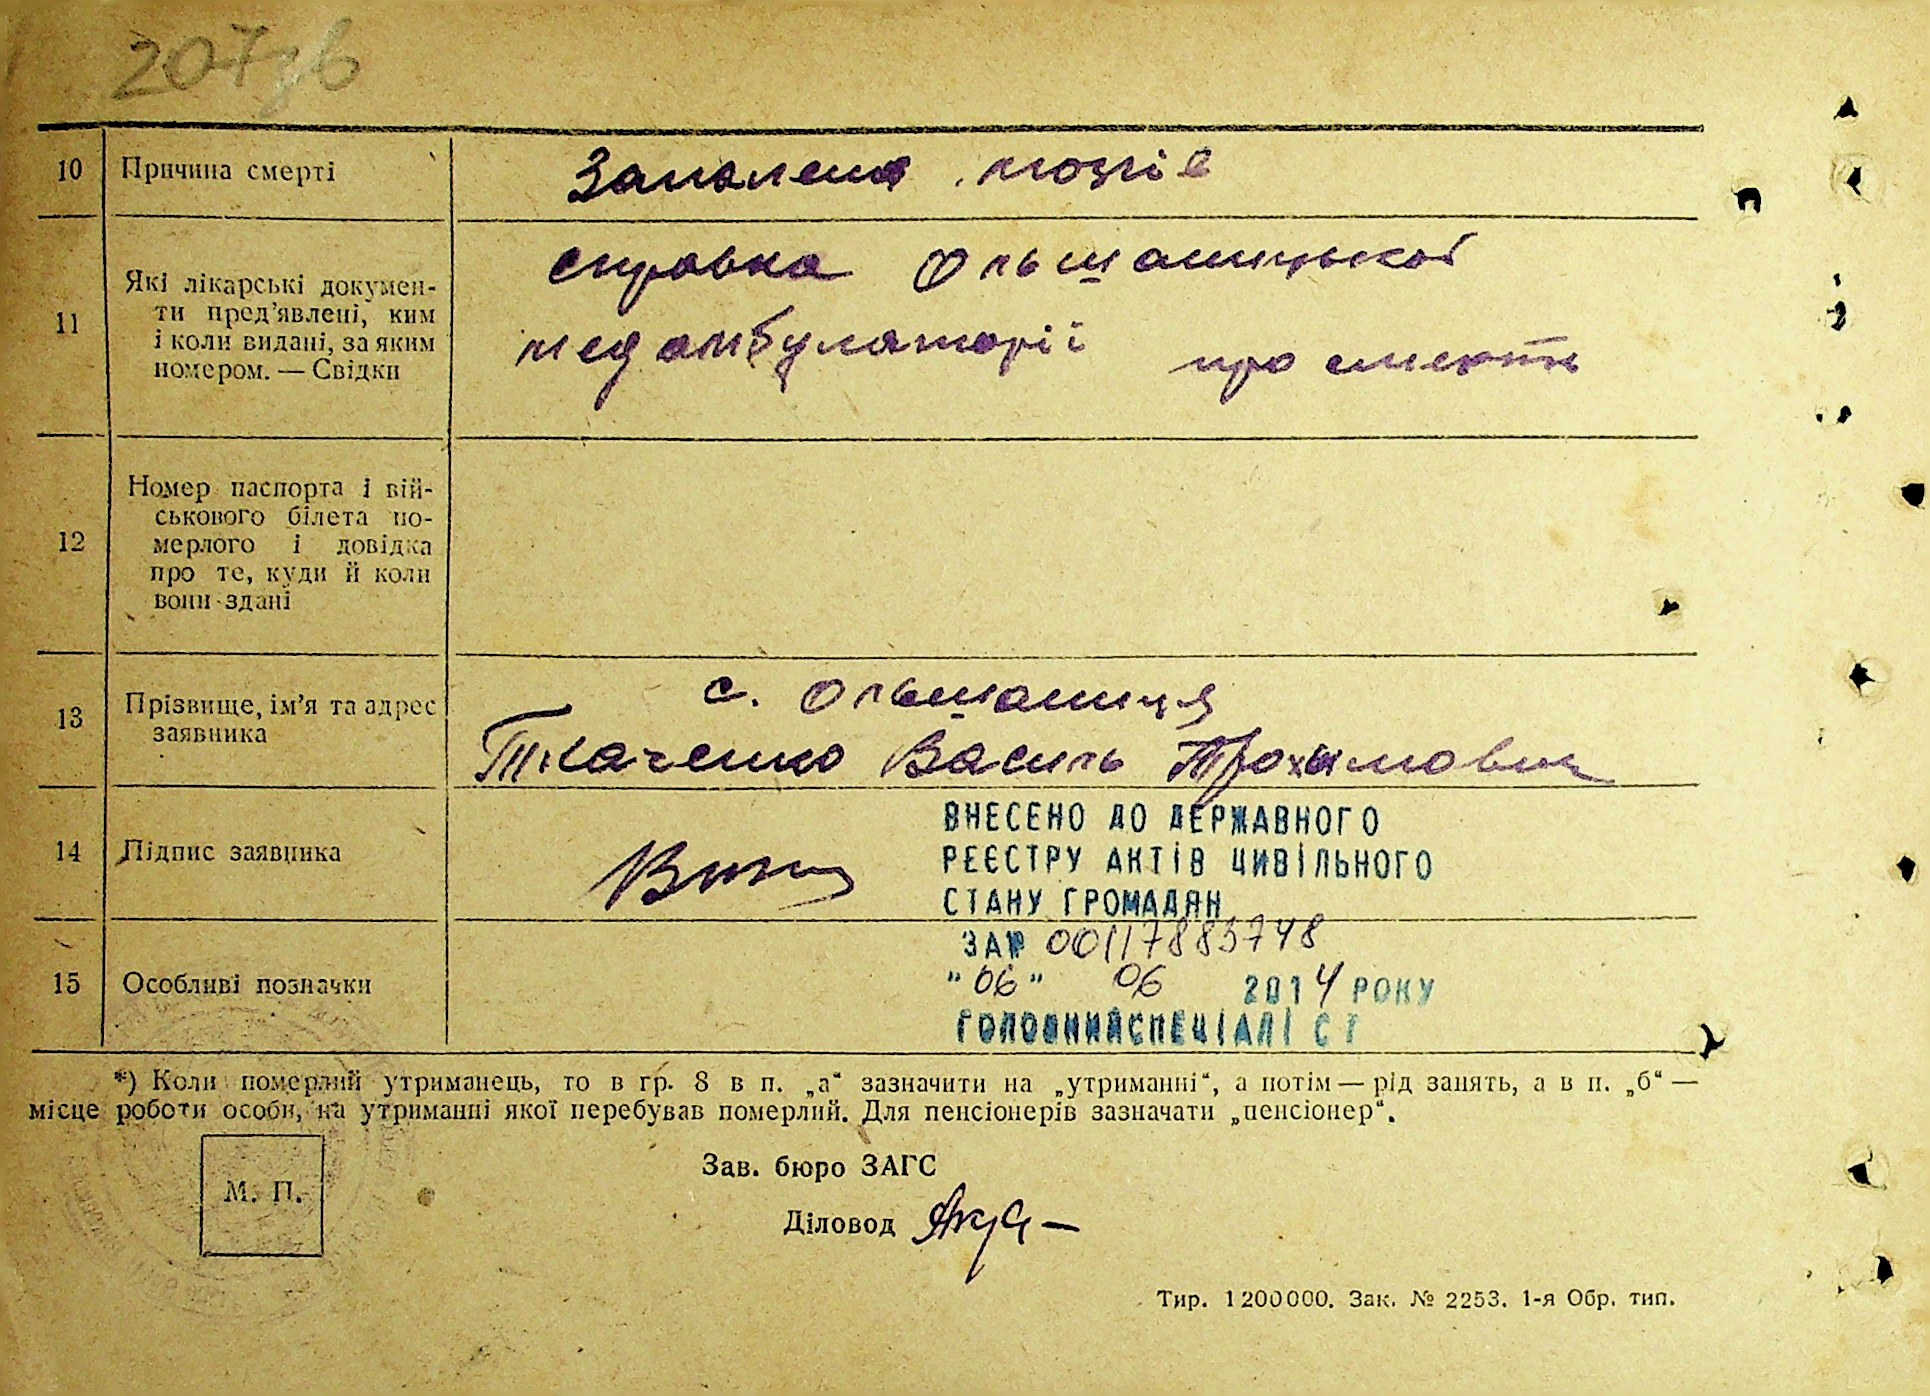 207зв
10 Причина смерті Запалення мозгів
11 Які лікарські докумен-
ти пред'явлені, ким
і коли видані, за яким
номером. — Свідки
справка Ольшаницької
медамбулаторії про смерть
12 Номер паспорта і вій-
ськового білета по-
мерлого і довідка
про те, куди й коли
вони здані
13 Прізвище, ім'я та адрес
заявника
с. Ольшаниця
Ткаченко Василь Трохимович
14 Підпис заявника
ВНЕСЕНО ДО ДЕРЖАВНОГО
РЕЄСТРУ АКТІВ ЦИВІЛЬНОГО
СТАНУ ГРОМАДЯН
ЗА№ 00117883748
15 Особливі позначки
"06" 06 2014 РОКУ
ГОЛОВНИЙ СПЕЦІАЛІСТ
*) Коли померлий утриманець, то в гр. 8 в п. „а“ зазначити на „утриманні“, а потім — рід занять, а в п. „б“ —
місце роботи особи, на утриманні якої перебував померлий. Для пенсіонерів зазначати „пенсіонер“.
М. П.
Зав. бюро ЗАГС
Діловод
Тир. 1200000. Зак. № 2253. 1-я Обр. тип.